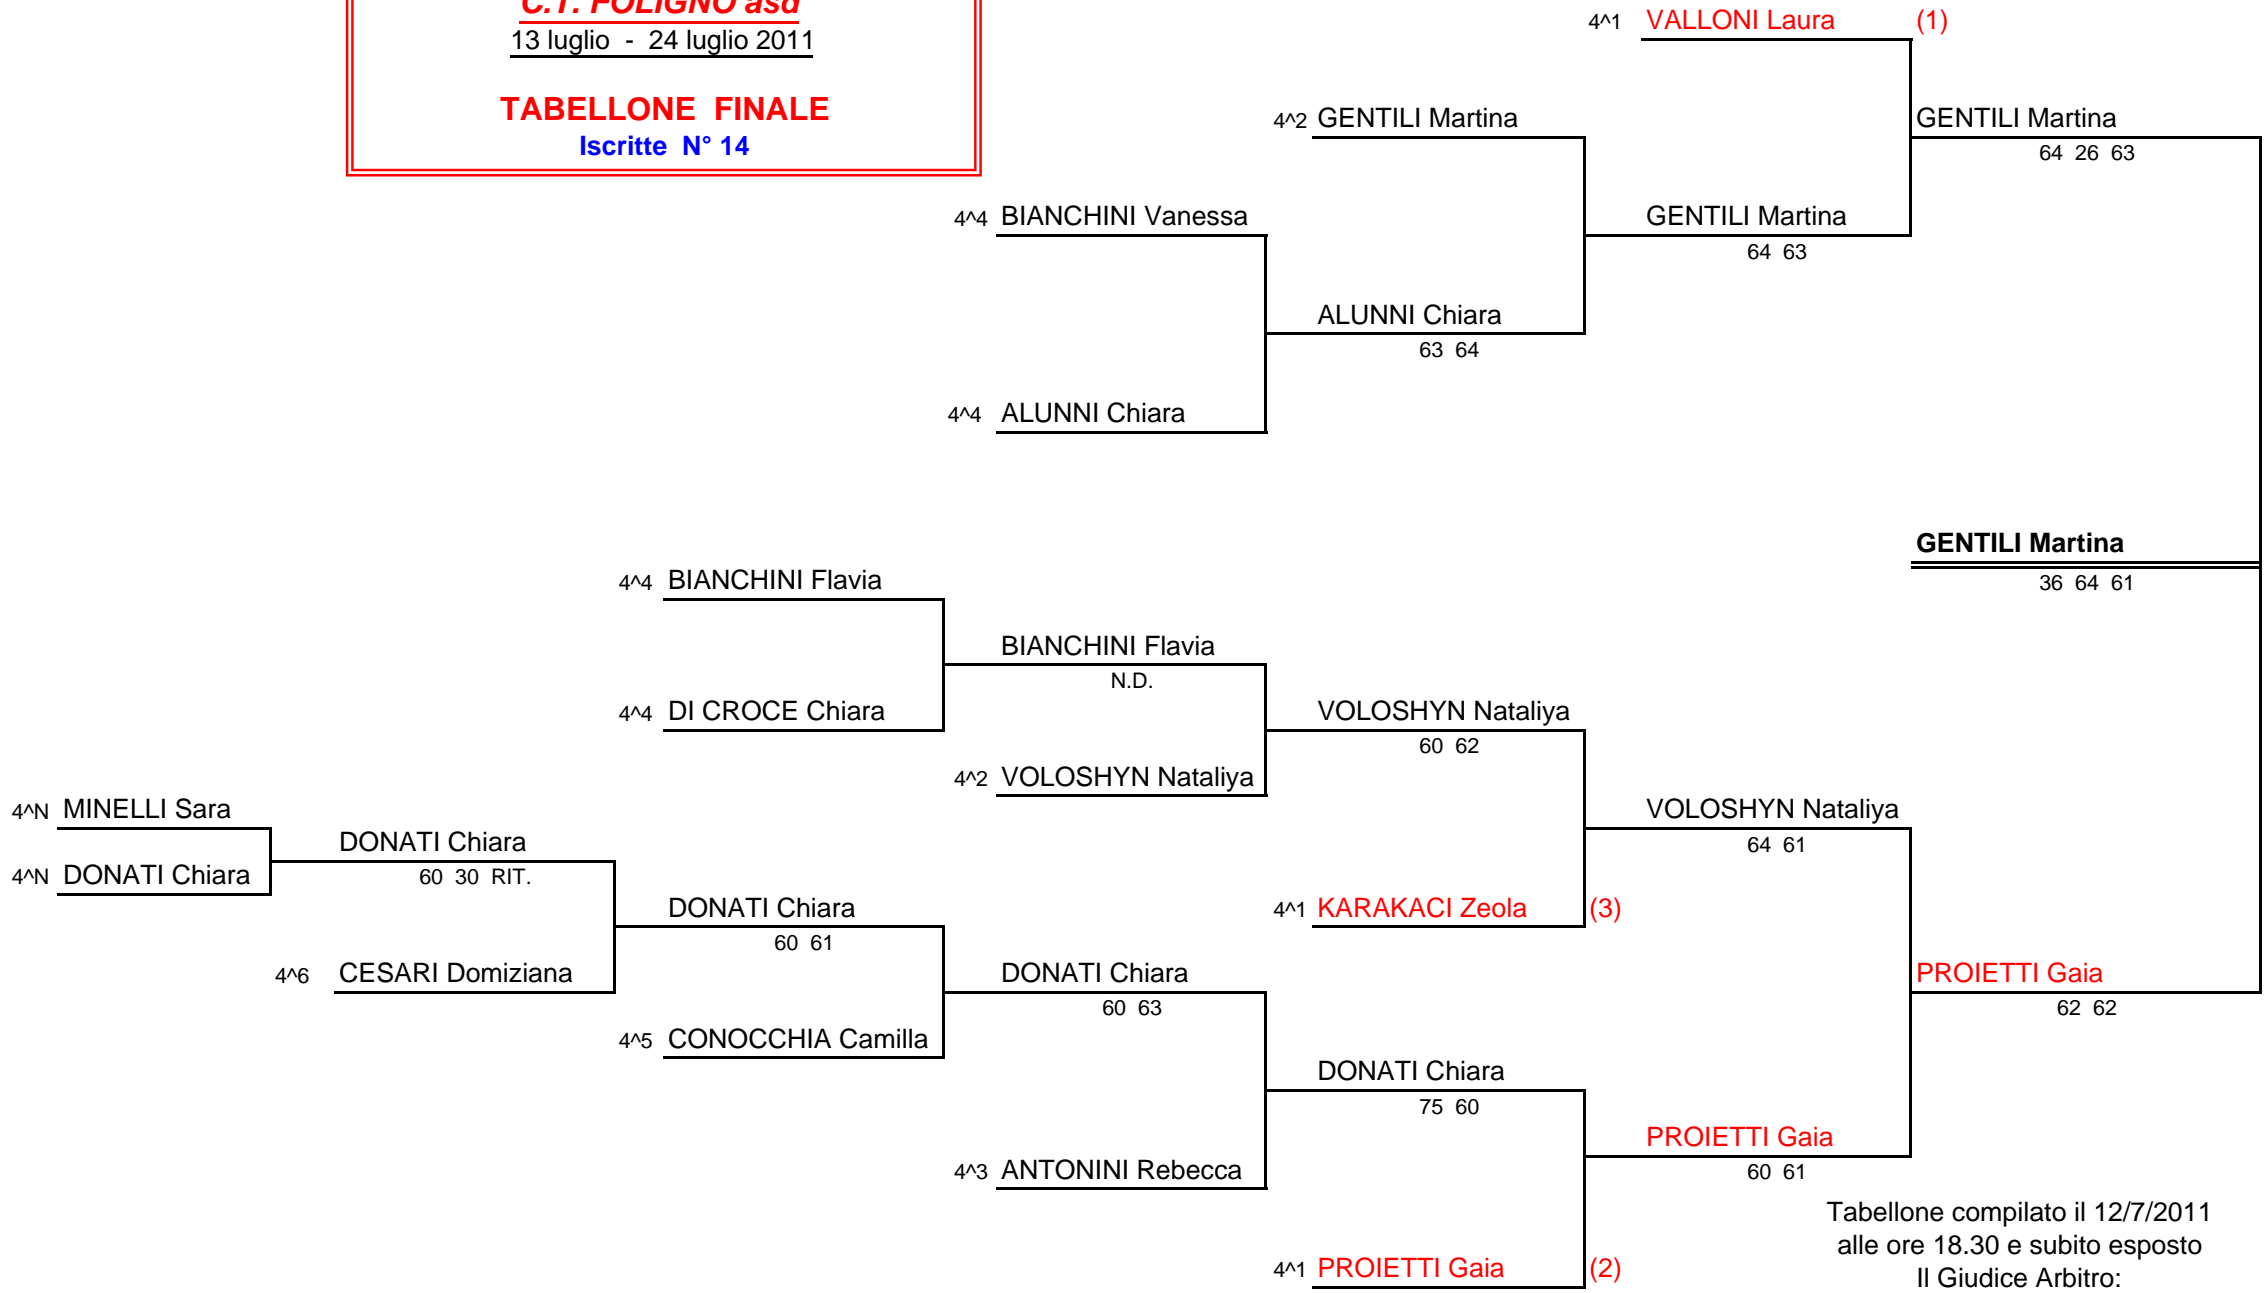 C.T. FOLIGNO asd
13 luglio - 24 luglio 2011
TABELLONE FINALE
Iscritte N° 14
4^1 VALLONI Laura (1)
4^2 GENTILI Martina
GENTILI Martina
64 26 63
4^4 BIANCHINI Vanessa
GENTILI Martina
64 63
ALUNNI Chiara
63 64
4^4 ALUNNI Chiara
GENTILI Martina
36 64 61
4^4 BIANCHINI Flavia
BIANCHINI Flavia
N.D.
4^4 DI CROCE Chiara
VOLOSHYN Nataliya
60 62
4^2 VOLOSHYN Nataliya
4^N MINELLI Sara
VOLOSHYN Nataliya
64 61
DONATI Chiara
60 30 RIT.
4^N DONATI Chiara
DONATI Chiara
60 61
4^1 KARAKACI Zeola (3)
4^6 CESARI Domiziana
DONATI Chiara
60 63
PROIETTI Gaia
62 62
4^5 CONOCCHIA Camilla
DONATI Chiara
75 60
PROIETTI Gaia
60 61
4^3 ANTONINI Rebecca
4^1 PROIETTI Gaia (2)
Tabellone compilato il 12/7/2011
alle ore 18.30 e subito esposto
Il Giudice Arbitro: